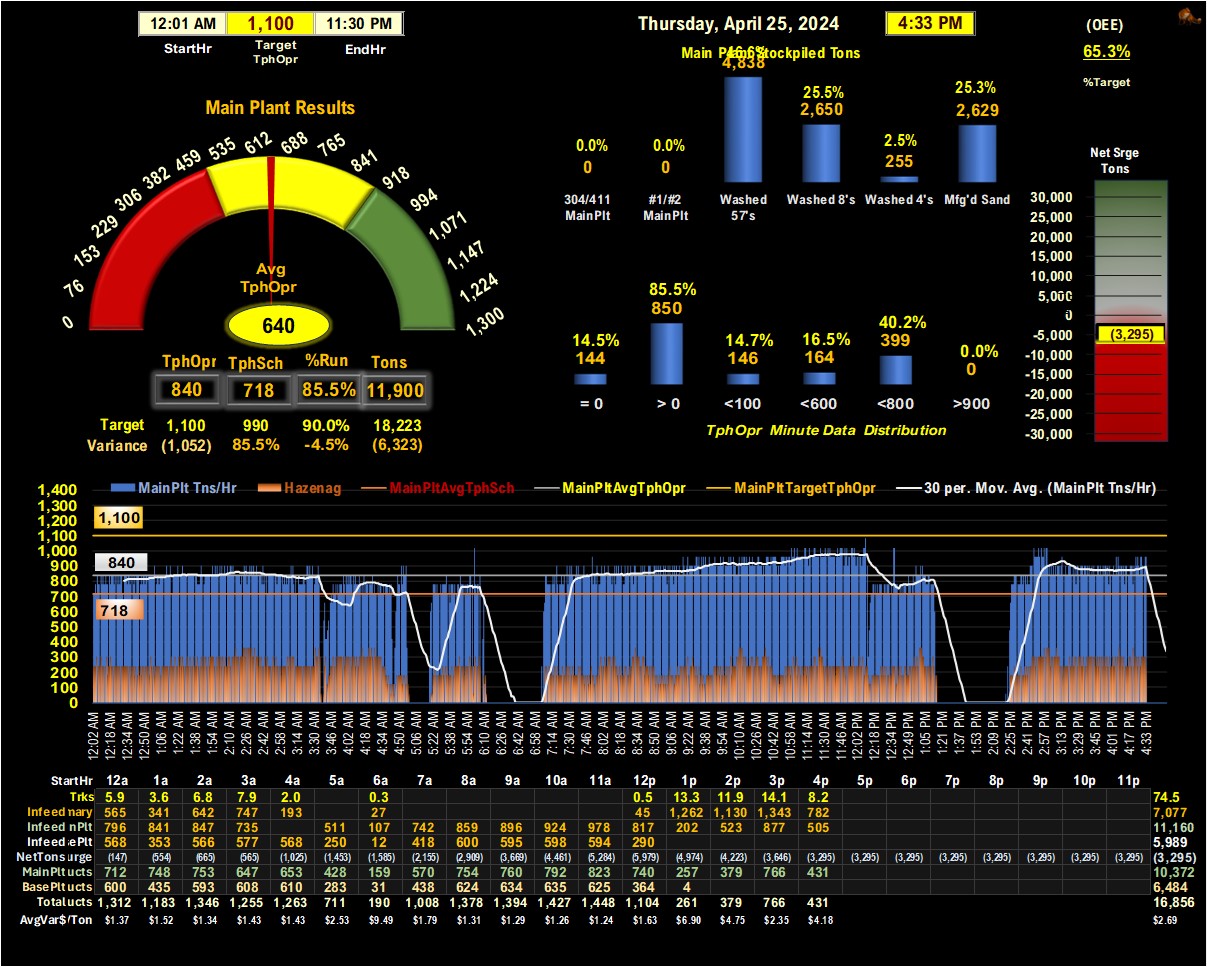 12:01 AM 1,100 11:30 PM
StartHr Target TphOpr EndHr
Thursday, April 25, 2024 4:33 PM
(OEE)
65.3%
%Target
Main Plant Stockpiled Tons
46.6% 25.5% 2.5% 25.3%
4,838 2,650 255 2,629
0.0% 0.0%
0 0
304/411 MainPlt #1/#2 MainPlt Washed 57's Washed 8's Washed 4's Mfg'd Sand
Main Plant Results
0 76 153 229 306 382 459 535 612 688 765 841 918 994 1,071 1,147 1,224 1,300
Avg
TphOpr
640
TphOpr TphSch %Run Tons
840 718 85.5% 11,900
Target 1,100 990 90.0% 18,223
Variance (1,052) 85.5% -4.5% (6,323)
14.5% 85.5% 14.7% 16.5% 40.2% 0.0%
144 850 146 164 399 0
= 0 > 0 <100 <600 <800 >900
TphOpr Minute Data Distribution
Net Srge
Tons
30,000
25,000
20,000
15,000
10,000
5,000
0
-5,000
(3,295)
-10,000
-15,000
-20,000
-25,000
-30,000
MainPlt Tns/Hr Hazenag MainPltAvgTphSch MainPltAvgTphOpr MainPltTargetTphOpr 30 per. Mov. Avg. (MainPlt Tns/Hr)
1,400
1,300
1,200
1,100
1,000
900
800
700
600
500
400
300
200
100
0
1,100
840
718
12:02 AM 12:18 AM 12:34 AM 12:50 AM 1:06 AM 1:22 AM 1:38 AM 1:54 AM 2:10 AM 2:26 AM 2:42 AM 2:58 AM 3:14 AM 3:30 AM 3:46 AM 4:02 AM 4:18 AM 4:34 AM 4:50 AM 5:06 AM 5:22 AM 5:38 AM 5:54 AM 6:10 AM 6:26 AM 6:42 AM 6:58 AM 7:14 AM 7:30 AM 7:46 AM 8:02 AM 8:18 AM 8:34 AM 8:50 AM 9:06 AM 9:22 AM 9:38 AM 9:54 AM 10:10 AM 10:26 AM 10:42 AM 10:58 AM 11:14 AM 11:30 AM 11:46 AM 12:02 PM 12:18 PM 12:34 PM 12:49 PM 1:05 PM 1:21 PM 1:37 PM 1:53 PM 2:09 PM 2:25 PM 2:41 PM 2:57 PM 3:13 PM 3:29 PM 3:45 PM 4:01 PM 4:17 PM 4:33 PM
StartHr 12a 1a 2a 3a 4a 5a 6a 7a 8a 9a 10a 11a 12p 1p 2p 3p 4p 5p 6p 7p 8p 9p 10p 11p
Trks 5.9 3.6 6.8 7.9 2.0 0.3 0.5 13.3 11.9 14.1 8.2 74.5
Infeed mary 565 341 642 747 193 27 45 1,262 1,130 1,343 782 7,077
Infeed nPlt 796 841 847 735 511 107 742 859 896 924 978 817 202 523 877 505 11,160
Infeed ePlt 568 353 566 577 568 250 12 418 600 595 598 594 290 5,989
NetTons urge (147) (554) (665) (565) (1,025) (1,453) (1,585) (2,155) (2,909) (3,669) (4,461) (5,284) (5,979) (4,974) (4,223) (3,646) (3,295) (3,295) (3,295) (3,295) (3,295) (3,295) (3,295) (3,295) (3,295)
MainPlt ucts 712 748 753 647 653 428 159 570 754 760 792 823 740 257 379 766 431 10,372
BasePlt ucts 600 435 593 608 610 283 31 438 624 634 635 625 364 4 6,484
Total ucts 1,312 1,183 1,346 1,255 1,263 711 190 1,008 1,378 1,394 1,427 1,448 1,104 261 379 766 431 16,856
AvgVar$/Ton $1.37 $1.52 $1.34 $1.43 $1.43 $2.53 $9.49 $1.79 $1.31 $1.29 $1.26 $1.24 $1.63 $6.90 $4.75 $2.35 $4.18 $2.69